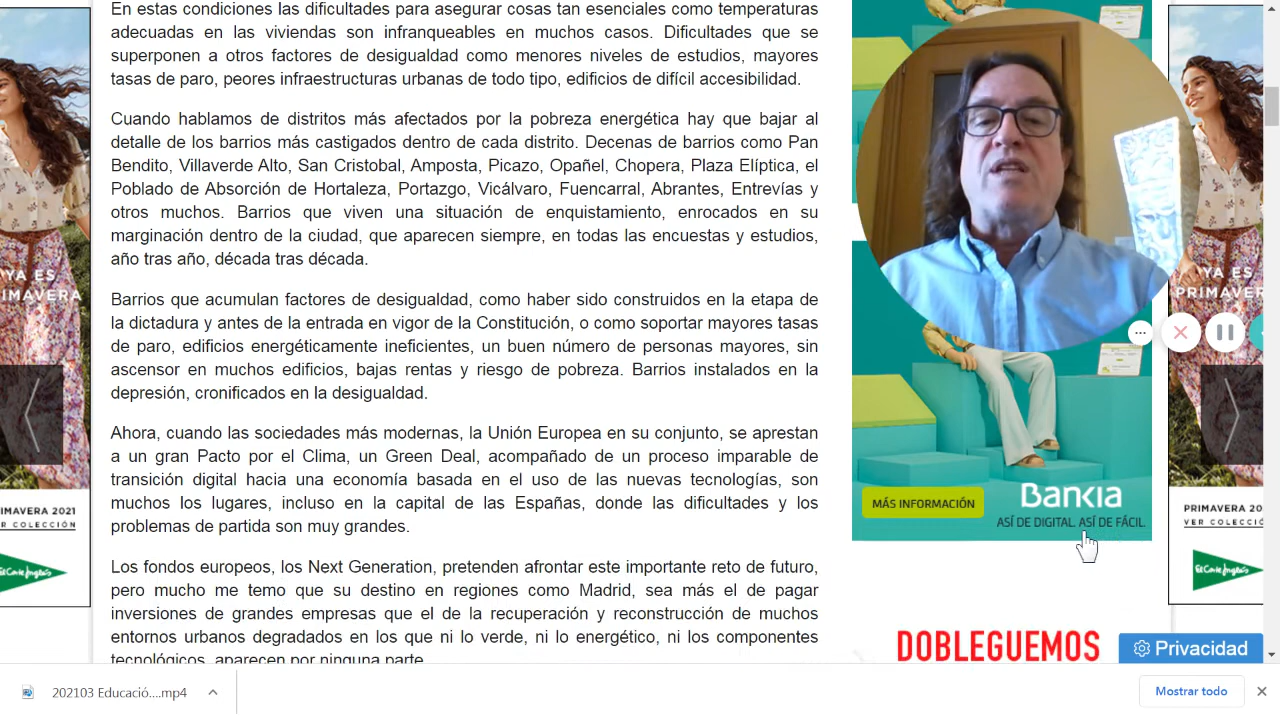 En estas condiciones las dificultades para asegurar cosas tan esenciales como temperaturas
adecuadas en las viviendas son infranqueables en muchos casos. Dificultades que se
superponen a otros factores de desigualdad como menores niveles de estudios, mayores
tasas de paro, peores infraestructuras urbanas de todo tipo, edificios de difícil accesibilidad.
Cuando hablamos de distritos más afectados por la pobreza energética hay que bajar al
detalle de los barrios más castigados dentro de cada distrito. Decenas de barrios como Pan
Bendito, Villaverde Alto, San Cristobal, Amposta, Picazo, Opañel, Chopera, Plaza Elíptica, el
Poblado de Absorción de Hortaleza, Portazgo, Vicálvaro, Fuencarral, Abrantes, Entrevías y
otros muchos. Barrios que viven una situación de enquistamiento, enrocados en su
marginación dentro de la ciudad, que aparecen siempre, en todas las encuestas y estudios,
año tras año, década tras década.
Barrios que acumulan factores de desigualdad, como haber sido construidos en la etapa de
la dictadura y antes de la entrada en vigor de la Constitución, o como soportar mayores tasas
de paro, edificios energéticamente ineficientes, un buen número de personas mayores, sin
ascensor en muchos edificios, bajas rentas y riesgo de pobreza. Barrios instalados en la
depresión, cronificados en la desigualdad.
Ahora, cuando las sociedades más modernas, la Unión Europea en su conjunto, se aprestan
a un gran Pacto por el Clima, un Green Deal, acompañado de un proceso imparable de
transición digital hacia una economía basada en el uso de las nuevas tecnologías, son
muchos los lugares, incluso en la capital de las Españas, donde las dificultades y los
problemas de partida son muy grandes.
Los fondos europeos, los Next Generation, pretenden afrontar este importante reto de futuro,
pero mucho me temo que su destino en regiones como Madrid, sea más el de pagar
inversiones de grandes empresas que el de la recuperación y reconstrucción de muchos
entornos urbanos degradados en los que ni lo verde, ni lo energético, ni los componentes
tecnológicos, aparecen por ninguna parte.
YA ES
IMAVERA
IMAVERA 2021
ER COLECCIÓN
El Corte Inglés
MÁS INFORMACIÓN
Bankia
ASÍ DE DIGITAL. ASÍ DE FÁCIL.
YA ES
PRIMAVER
PRIMAVERA 20
VER COLECCIÓ
El Corte Inglés
DOBLEGUEMOS
Privacidad
202103 Educació....mp4
Mostrar todo